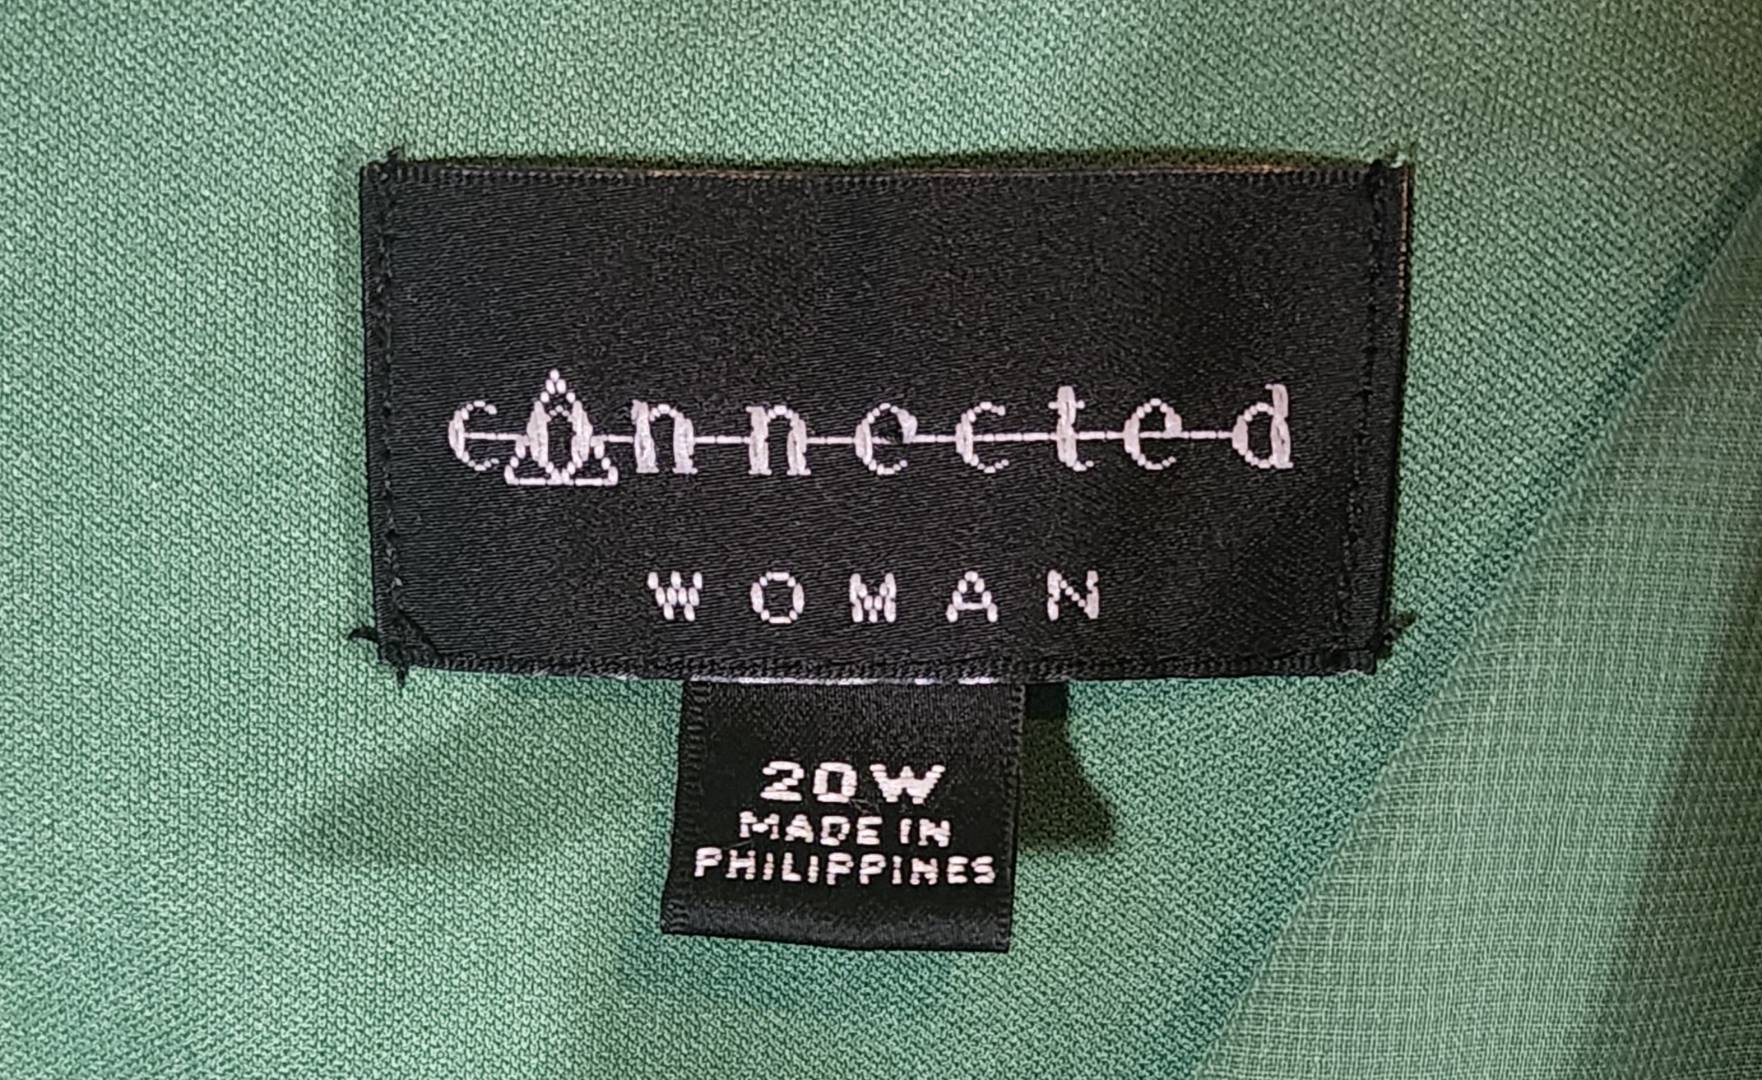 connected
WOMAN
20W
MADE IN
PHILIPPINES